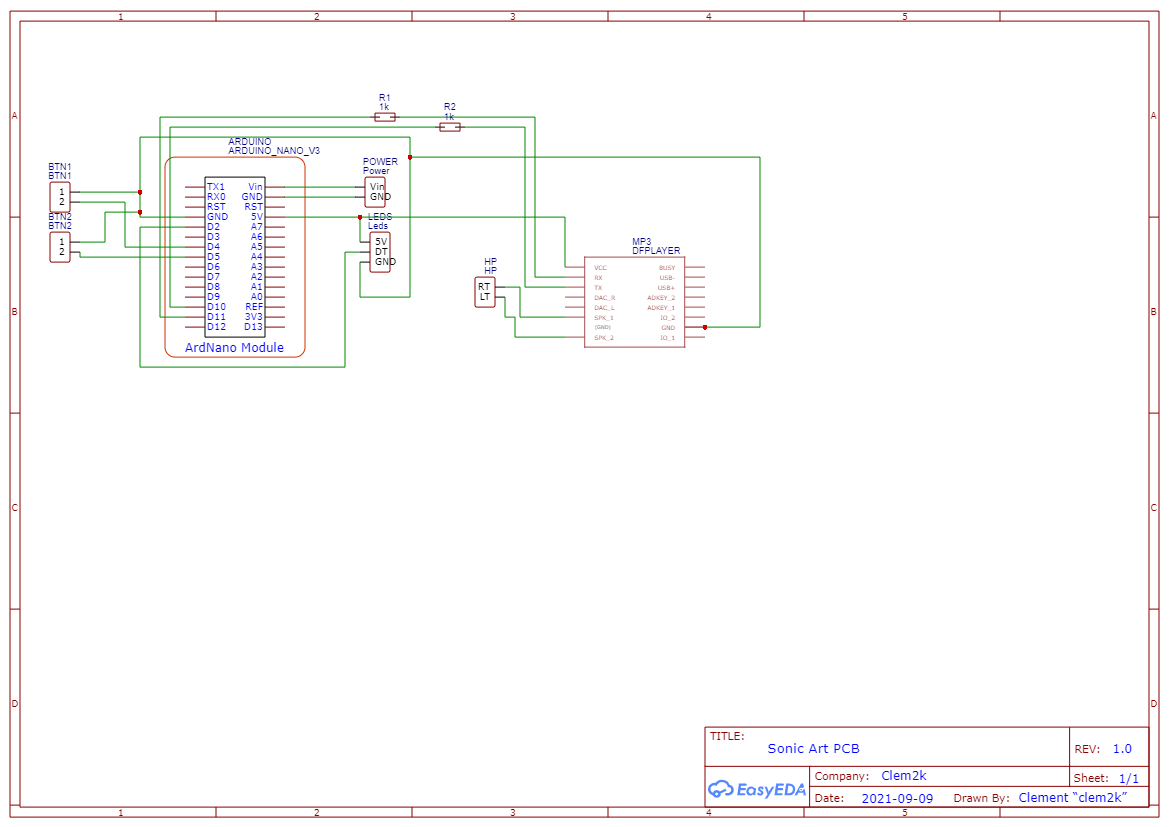 1 2 3 4 5
A A
B B
C C
D D
R1
1k
R2
1k
ARDUINO
ARDUINO_NANO_V3
BTN1
BTN1
1
2
BTN2
BTN2
1
2
TX1 Vin
RX0 GND
RST RST
GND 5V
D2 A7
D3 A6
D4 A5
D5 A4
D6 A3
D7 A2
D8 A1
D9 A0
D10 REF
D11 3V3
D12 D13
ArdNano Module
POWER
Power
Vin
GND
LEDS
Leds
5V
DT
GND
HP
HP
RT
LT
MP3
DFPLAYER
VCC BUSY
RX USB-
TX USB+
DAC_R ADKEY_2
DAC_L ADKEY_1
SPK_1 IO_2
(GND) GND
SPK_2 IO_1
TITLE:
Sonic Art PCB
REV: 1.0
EasyEDA
Company: Clem2k
Sheet: 1/1
Date: 2021-09-09 Drawn By: Clement “clem2k”
1 2 3 4 5